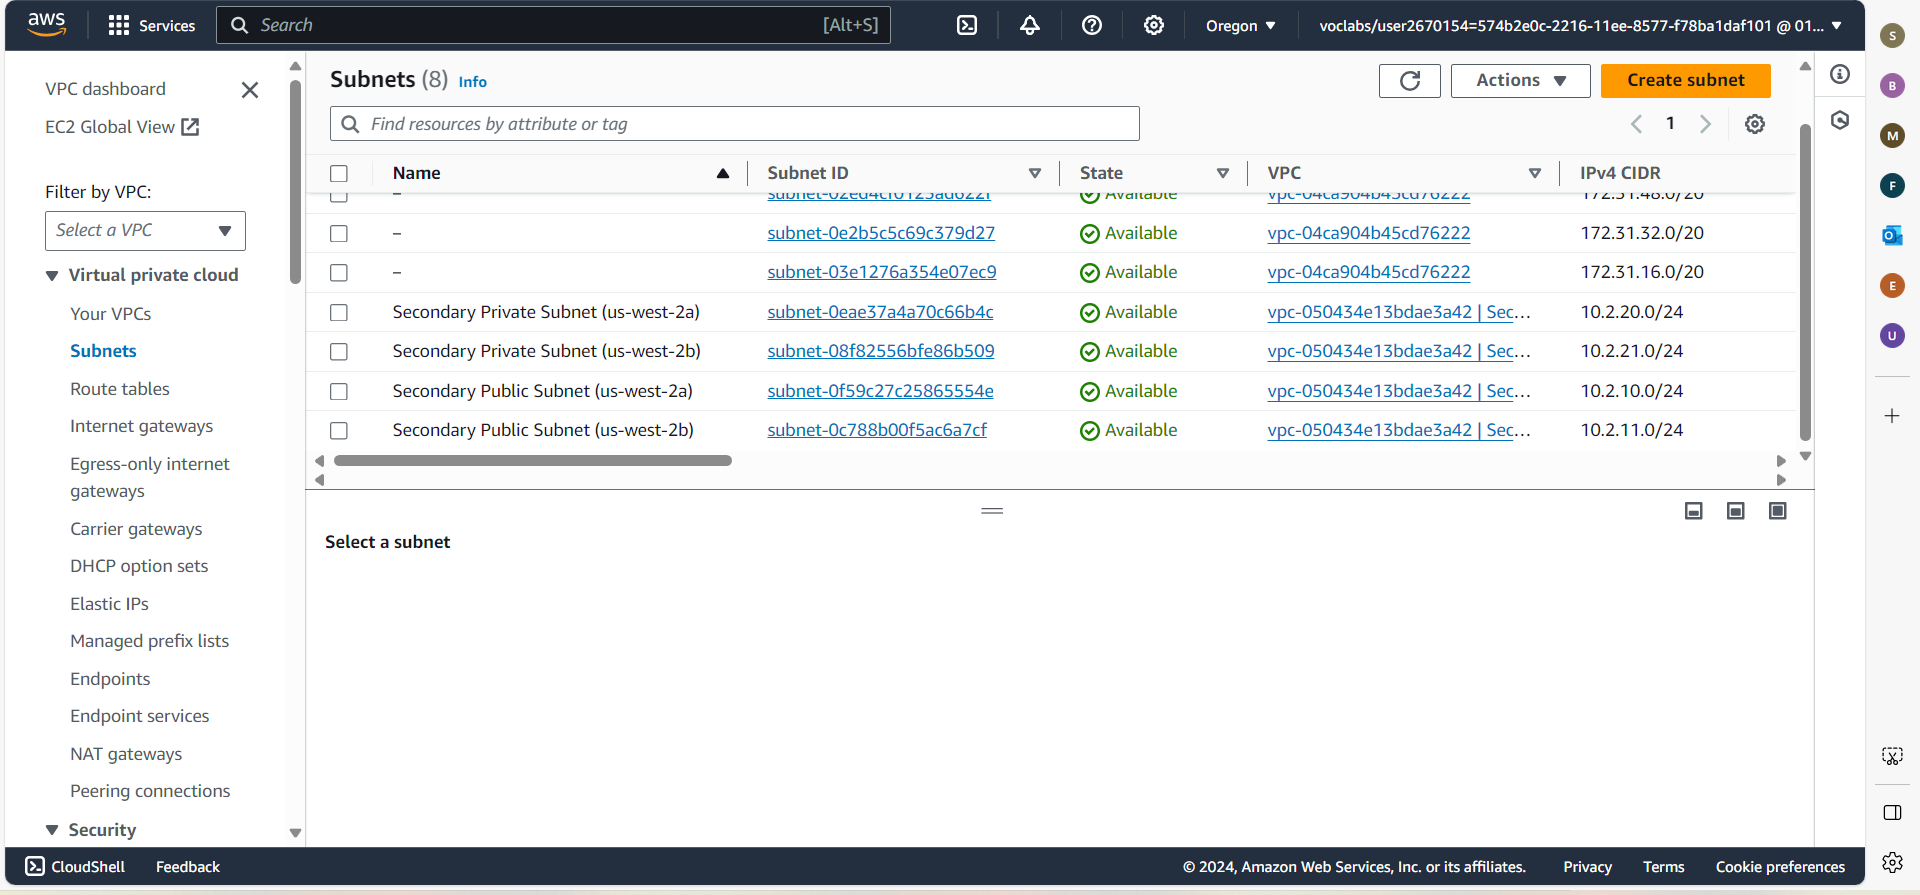 aws
Services
Search
[Alt+S]
Oregon
voclabs/user2670154=574b2e0c-2216-11ee-8577-f78ba1daf101 @ 01...
VPC dashboard
EC2 Global View
Filter by VPC:
Select a VPC
Virtual private cloud
Your VPCs
Subnets
Route tables
Internet gateways
Egress-only internet
gateways
Carrier gateways
DHCP option sets
Elastic IPs
Managed prefix lists
Endpoints
Endpoint services
NAT gateways
Peering connections
Security
Subnets (8) Info
Actions
Create subnet
Find resources by attribute or tag
1
Name Subnet ID State VPC IPv4 CIDR
– subnet-02ed4cf0125ad622f Available vpc-04ca904b45cd76222 172.31.48.0/20
– subnet-0e2b5c5c69c379d27 Available vpc-04ca904b45cd76222 172.31.32.0/20
– subnet-03e1276a354e07ec9 Available vpc-04ca904b45cd76222 172.31.16.0/20
Secondary Private Subnet (us-west-2a) subnet-0eae37a4a70c66b4c Available vpc-050434e13bdae3a42 | Sec... 10.2.20.0/24
Secondary Private Subnet (us-west-2b) subnet-08f82556bfe86b509 Available vpc-050434e13bdae3a42 | Sec... 10.2.21.0/24
Secondary Public Subnet (us-west-2a) subnet-0f59c27c25865554e Available vpc-050434e13bdae3a42 | Sec... 10.2.10.0/24
Secondary Public Subnet (us-west-2b) subnet-0c788b00f5ac6a7cf Available vpc-050434e13bdae3a42 | Sec... 10.2.11.0/24
Select a subnet
S
B
M
F
E
U
CloudShell
Feedback
© 2024, Amazon Web Services, Inc. or its affiliates.
Privacy
Terms
Cookie preferences